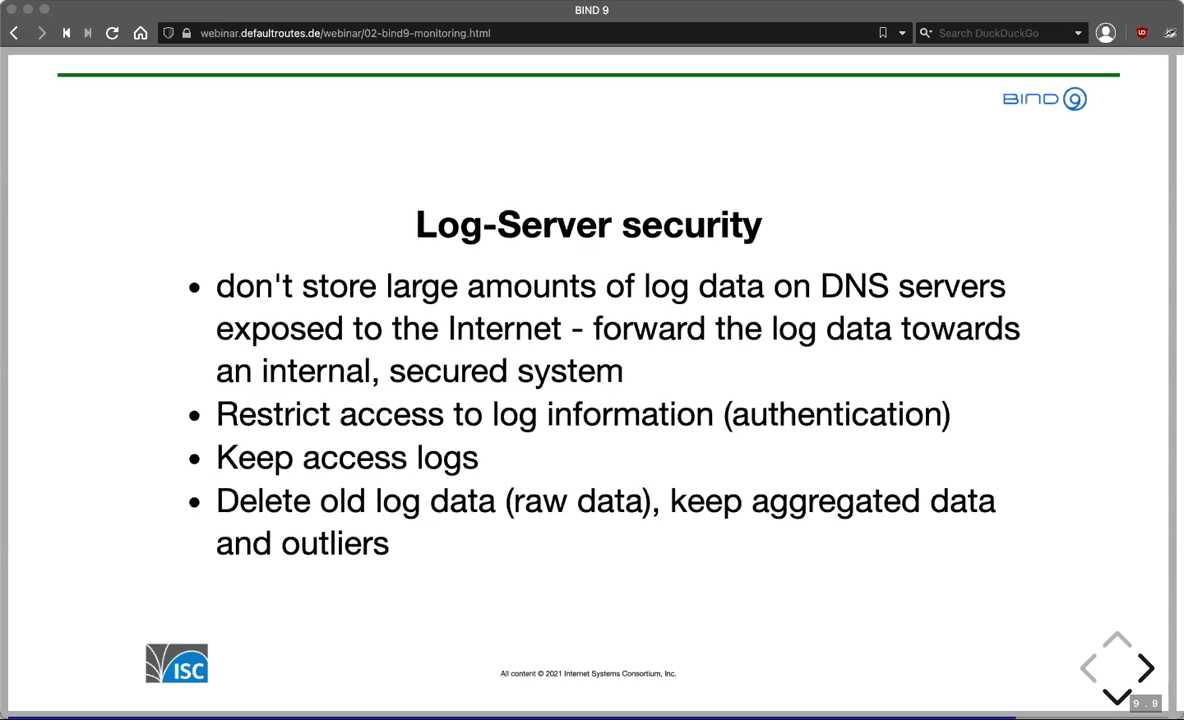 BIND 9
webinar.defaultroutes.de/webinar/02-bind9-monitoring.html
Search DuckDuckGo
BIND 9
Log-Server security
• don't store large amounts of log data on DNS servers
exposed to the Internet - forward the log data towards
an internal, secured system
• Restrict access to log information (authentication)
• Keep access logs
• Delete old log data (raw data), keep aggregated data
and outliers
ISC
All content © 2021 Internet Systems Consortium, Inc.
9 . 9